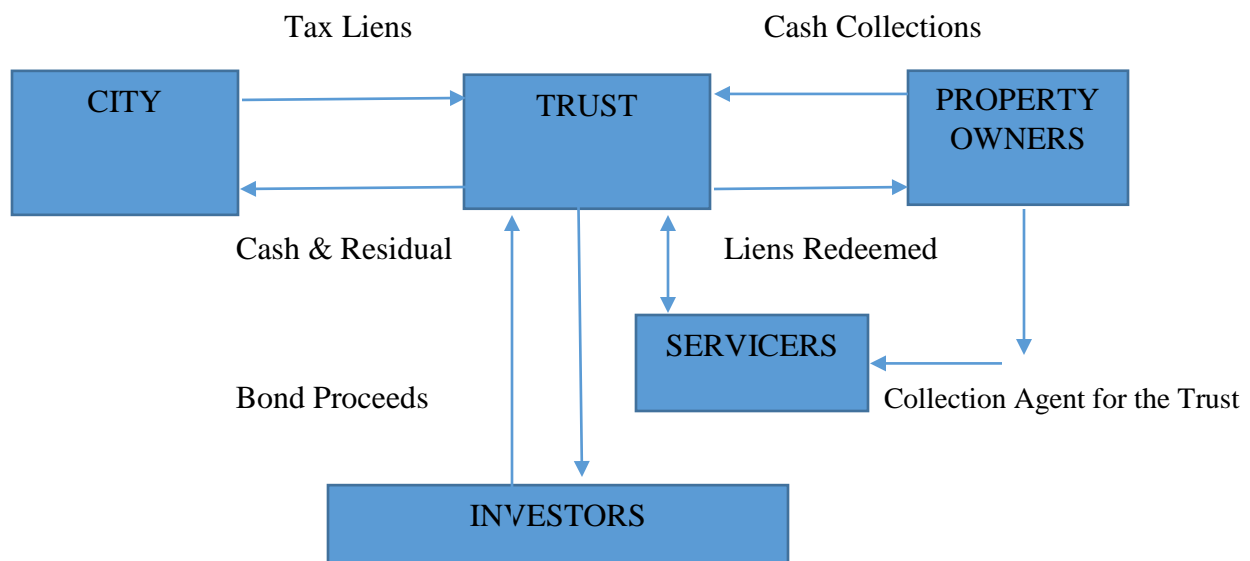 Tax Liens
Cash Collections
CITY
TRUST
PROPERTY
OWNERS
Cash & Residual
Liens Redeemed
SERVICERS
Bond Proceeds
Collection Agent for the Trust
INVESTORS